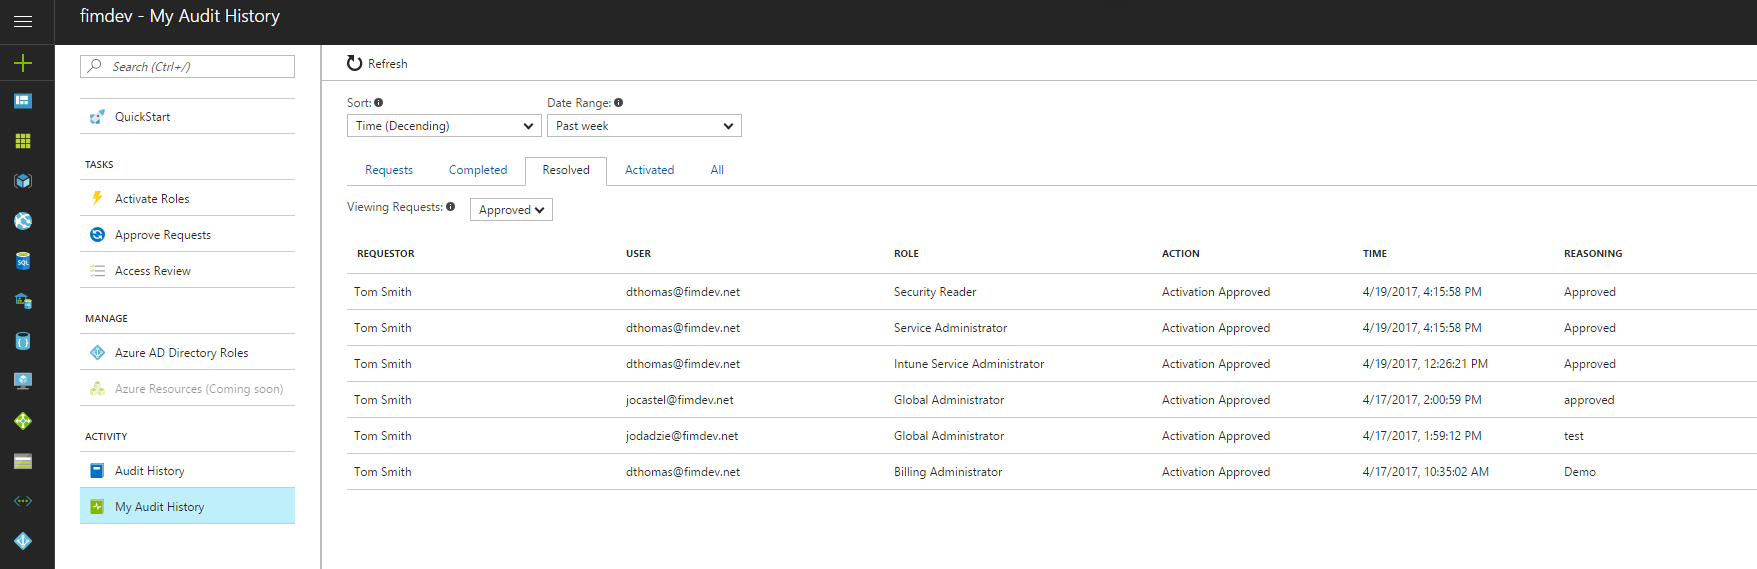 fimdev - My Audit History
Search (Ctrl+/)
QuickStart
TASKS
Activate Roles
Approve Requests
Access Review
MANAGE
Azure AD Directory Roles
Azure Resources (Coming soon)
ACTIVITY
Audit History
My Audit History
Refresh
Sort: Date Range:
Time (Decending) Past week
Requests Completed Resolved Activated All
Viewing Requests: Approved
REQUESTOR USER ROLE ACTION TIME REASONING
Tom Smith dthomas@fimdev.net Security Reader Activation Approved 4/19/2017, 4:15:58 PM Approved
Tom Smith dthomas@fimdev.net Service Administrator Activation Approved 4/19/2017, 4:15:58 PM Approved
Tom Smith dthomas@fimdev.net Intune Service Administrator Activation Approved 4/19/2017, 12:26:21 PM Approved
Tom Smith jocastel@fimdev.net Global Administrator Activation Approved 4/17/2017, 2:00:59 PM approved
Tom Smith jodadzie@fimdev.net Global Administrator Activation Approved 4/17/2017, 1:59:12 PM test
Tom Smith dthomas@fimdev.net Billing Administrator Activation Approved 4/17/2017, 10:35:02 AM Demo
SQL